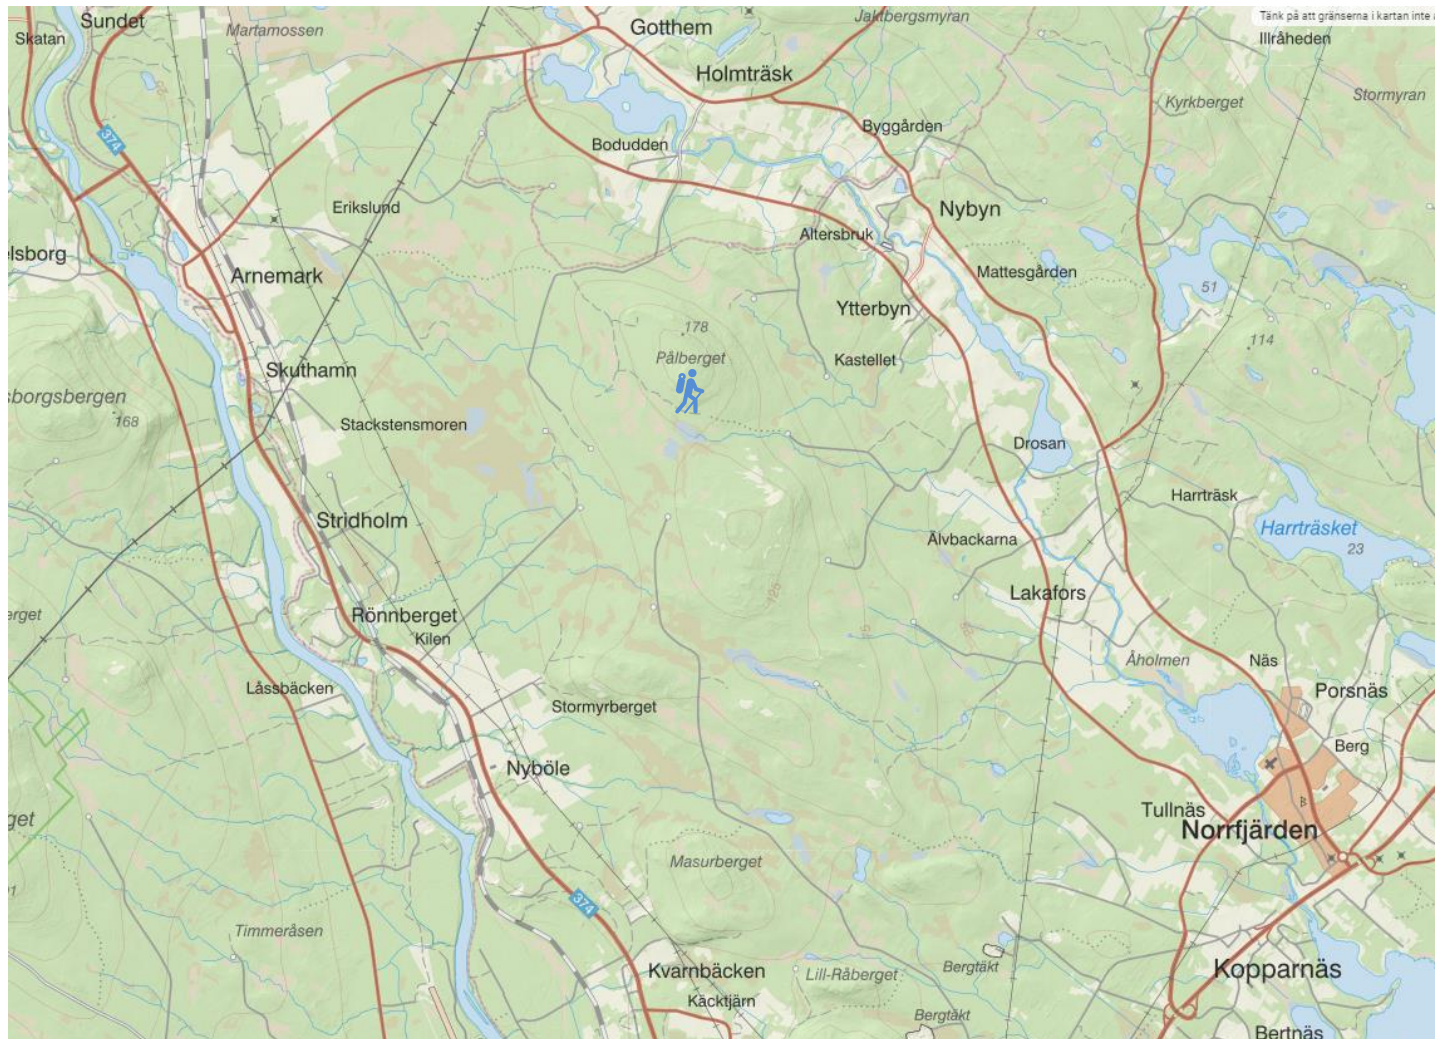 Tänk på att gränserna i kartan inte
Sundet
Skatan
Martamossen
Gotthem
Jaktbergsmyran
Illråheden
Holmträsk
Kyrkberget
Stormyran
374
Byggården
Bodudden
Erikslund
Nybyn
Altersbruk
elsborg
Arnemark
Mattesgården
51
Ytterbyn
178
Pålberget
Kastellet
114
Skuthamn
sborgsbergen
168
Stackstensmoren
Drosan
Harrträsk
Stridholm
Harrträsket
23
Älvbackarna
125
Lakafors
erget
Rönnberget
Kilen
Åholmen
Näs
Låssbäcken
Porsnäs
Stormyrberget
Berg
Nyböle
Tullnäs
get
Norrfjärden
Masurberget
374
Timmeråsen
Kvarnbäcken
Lill-Råberget
Bergtäkt
Kopparnäs
Käcktjärn
Bergtäkt
Bertnäs